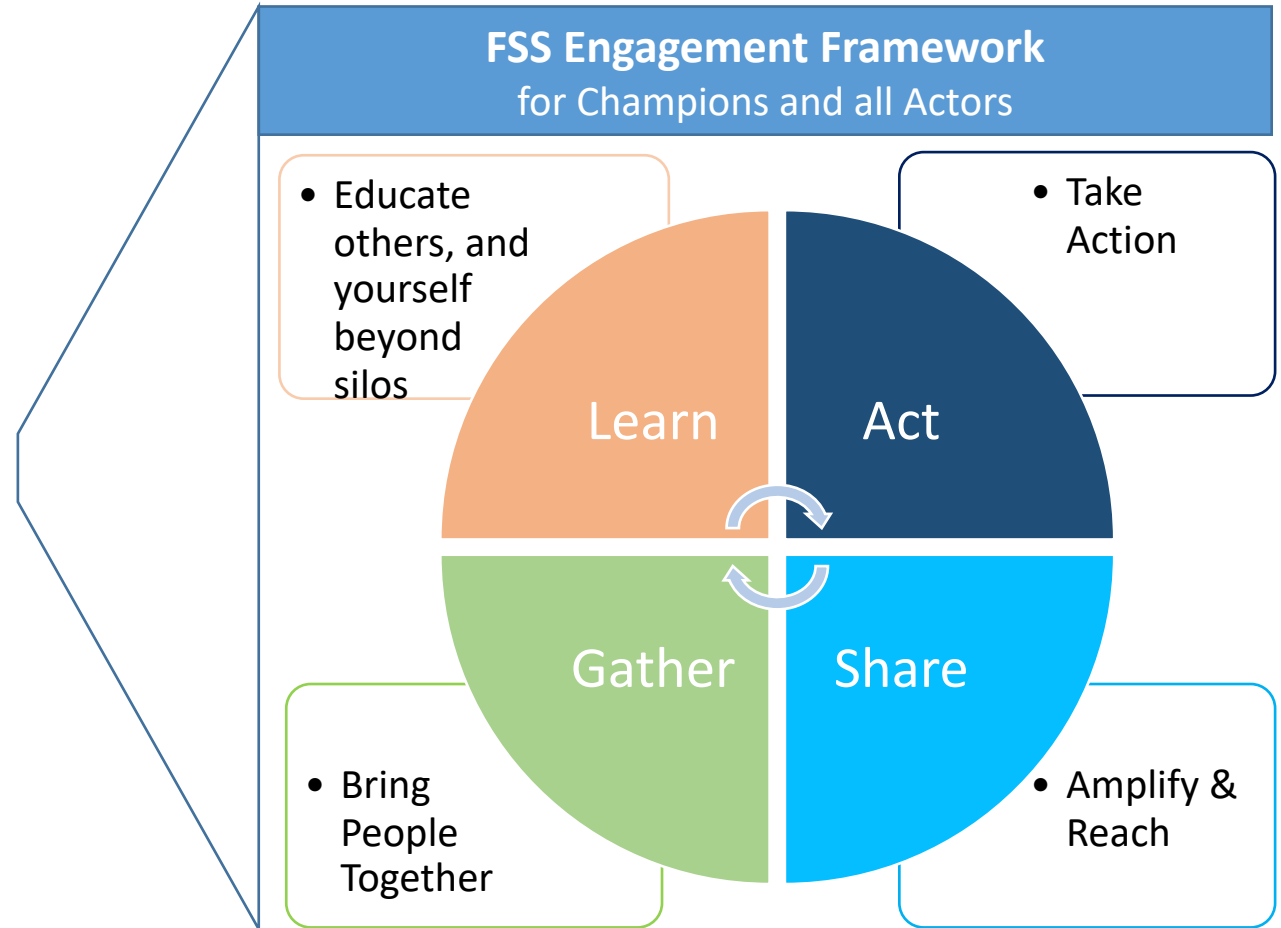 FSS Engagement Framework
for Champions and all Actors
• Educate
others, and
yourself
beyond
silos
• Take
Action
Learn
Act
Gather
Share
• Bring
People
Together
• Amplify &
Reach